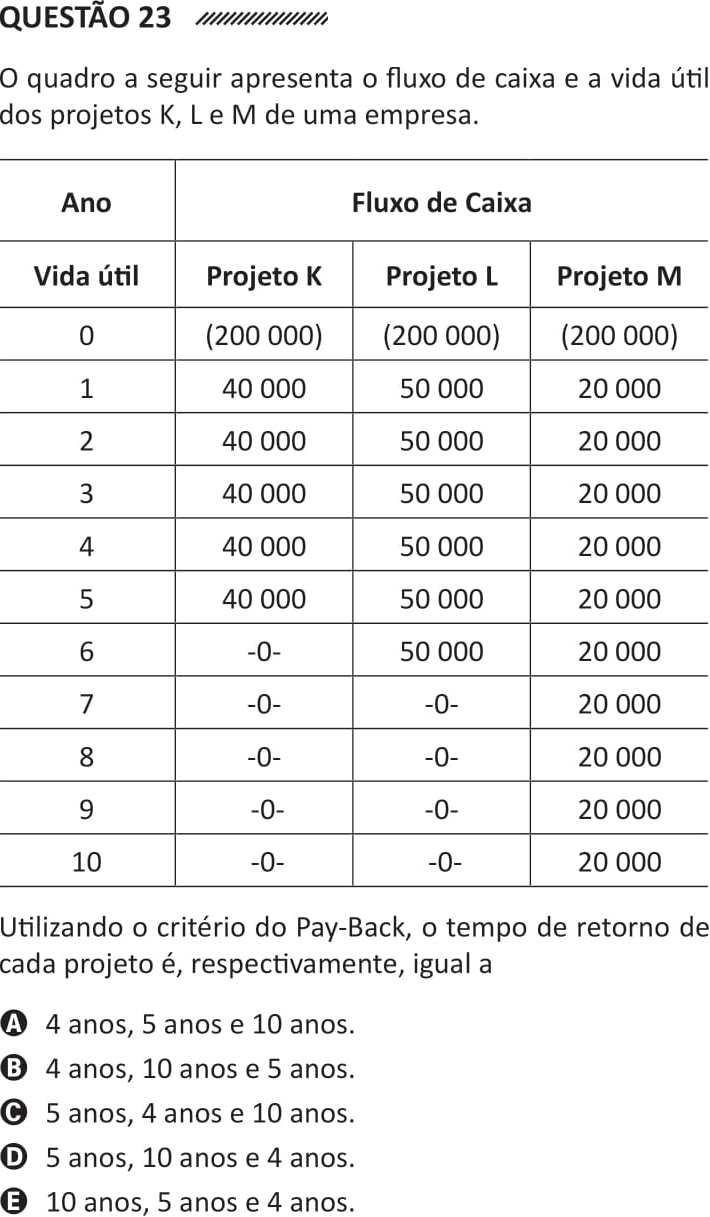 QUESTÃO 23
O quadro a seguir apresenta o fluxo de caixa e a vida útil
dos projetos K, L e M de uma empresa.
Ano Fluxo de Caixa
Vida útil Projeto K Projeto L Projeto M
0 (200 000) (200 000) (200 000)
1 40 000 50 000 20 000
2 40 000 50 000 20 000
3 40 000 50 000 20 000
4 40 000 50 000 20 000
5 40 000 50 000 20 000
6 -0- 50 000 20 000
7 -0- -0- 20 000
8 -0- -0- 20 000
9 -0- -0- 20 000
10 -0- -0- 20 000
Utilizando o critério do Pay-Back, o tempo de retorno de
cada projeto é, respectivamente, igual a
A 4 anos, 5 anos e 10 anos.
B 4 anos, 10 anos e 5 anos.
C 5 anos, 4 anos e 10 anos.
D 5 anos, 10 anos e 4 anos.
E 10 anos, 5 anos e 4 anos.